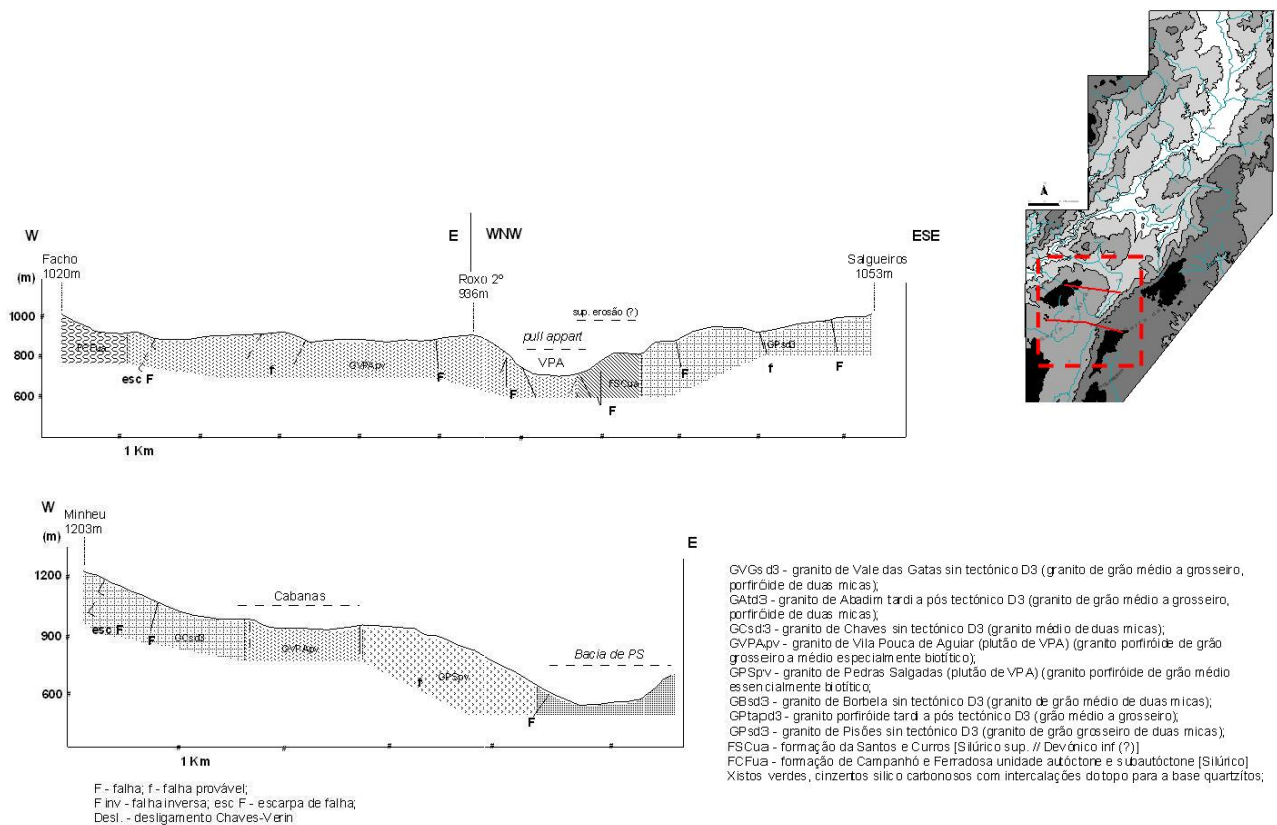 W
E
WNW
ESE
Facho
1020m
Roxo 2º
936m
Salgueiros
1053m
(m)
sup. erosão (?)
pull appart
1000
VPA
800
600
FCFua
GVPApv
FSCua
GPsd3
esc F
f
F
F
F
F
f
F
1 Km
W
Minheu
1203m
(m)
E
1200
Cabanas
900
Bacia de PS
600
esc F
F
GCsd3
GVPApv
f
GPSpv
F
1 Km
F - falha; f - falha provável;
F inv - falha inversa; esc F - escarpa de falha;
Desl. - desligamento Chaves-Verin
GVGsd3 - granito de Vale das Gatas sin tectónico D3 (granito de grão médio a grosseiro,
porfiróide de duas micas);
GAtd3 - granito de Abadim tardi a pós tectónico D3 (granito de grão médio a grosseiro,
porfiróide de duas micas);
GCsd3 - granito de Chaves sin tectónico D3 (granito médio de duas micas);
GVPApv - granito de Vila Pouca de Aguiar (plutão de VPA) (granito porfiróide de grão
grosseiro a médio especialmente biotítico);
GPSpv - granito de Pedras Salgadas (plutão de VPA) (granito porfiróide de grão médio
essencialmente biotítico;
GBsd3 - granito de Borbela sin tectónico D3 (granito de grão médio de duas micas);
GPtapd3 - granito porfiróide tardi a pós tectónico D3 (grão médio a grosseiro);
GPsd3 - granito de Pisões sin tectónico D3 (granito de grão grosseiro de duas micas);
FSCua - formação da Santos e Curros [Silúrico sup. // Devónico inf (?)]
FCFua - formação de Campanhó e Ferradosa unidade autóctone e subautóctone [Silúrico]
Xistos verdes, cinzentos silico carbonosos com intercalações do topo para a base quartzitos;